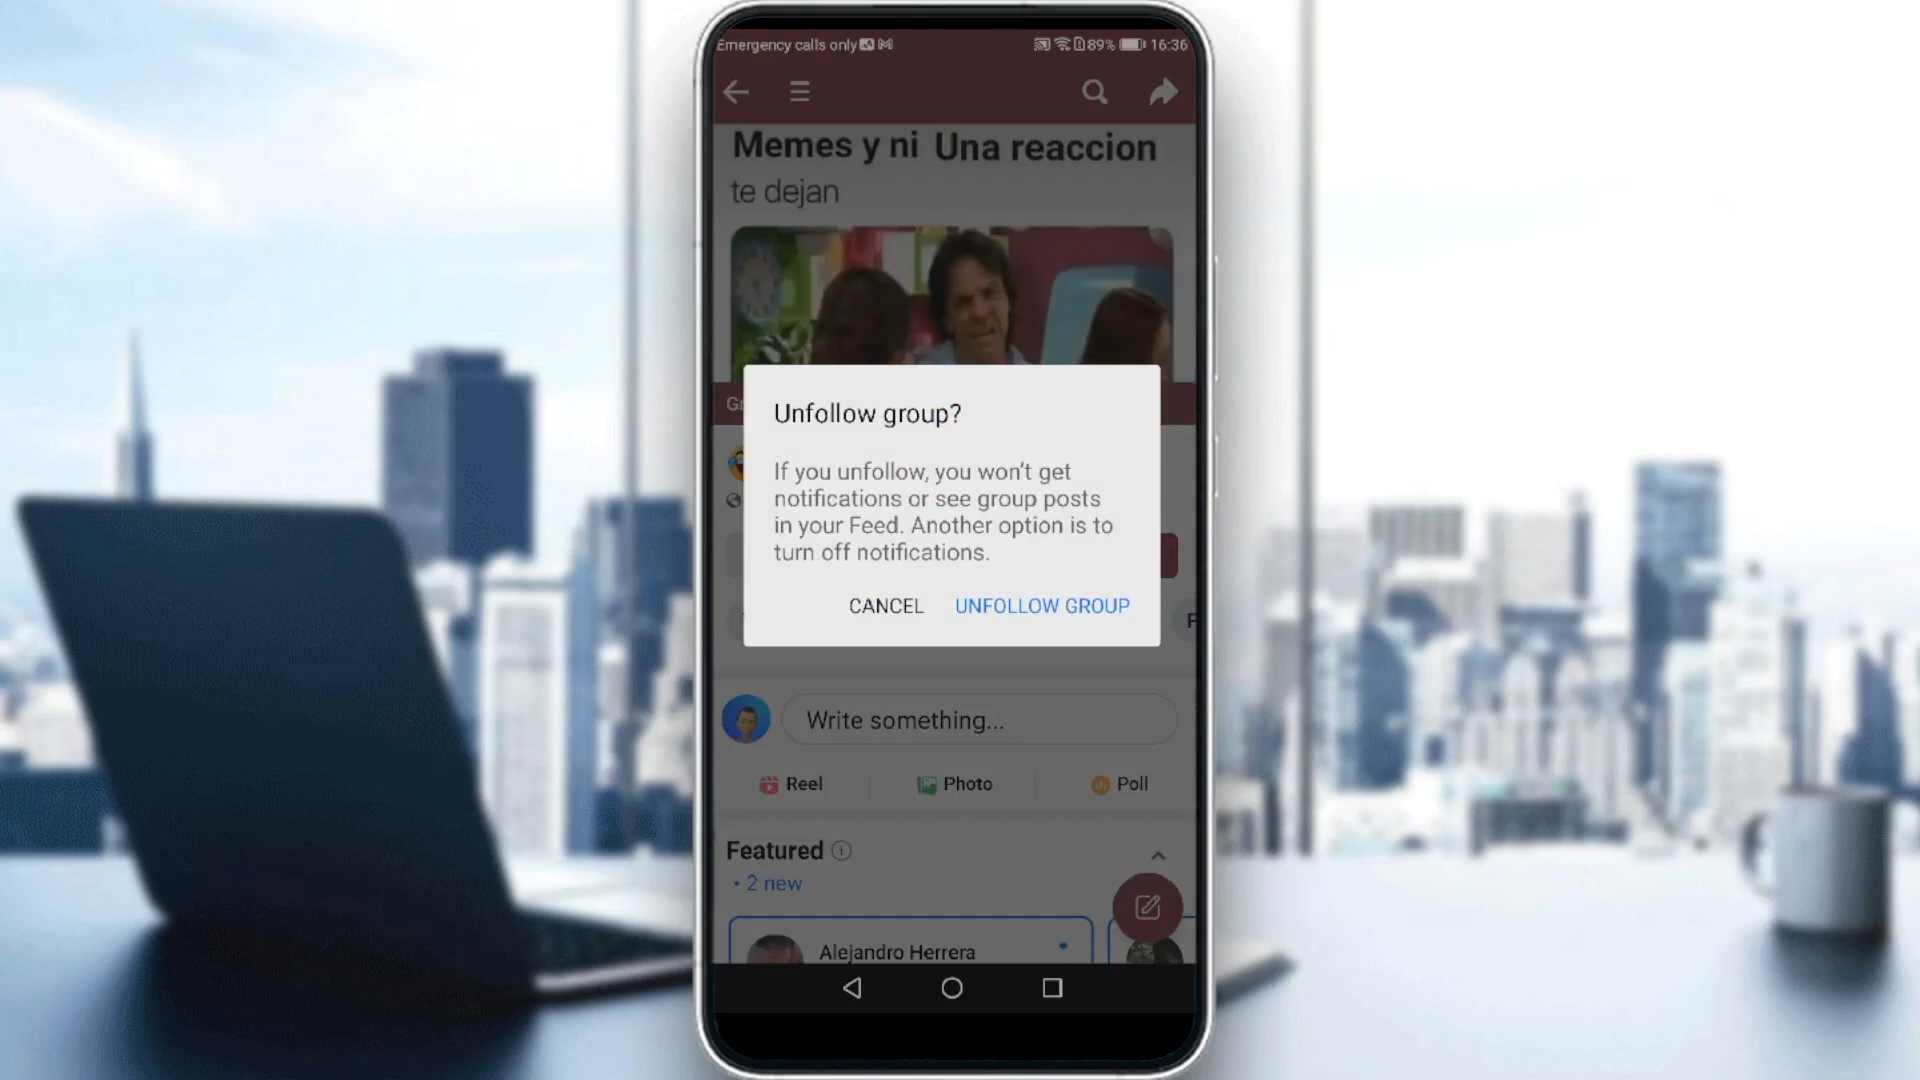 Emergency calls only
89% 16:36
Memes y ni Una reaccion
te dejan
Unfollow group?
If you unfollow, you won't get
notifications or see group posts
in your Feed. Another option is to
turn off notifications.
CANCEL UNFOLLOW GROUP
Write something...
Reel Photo Poll
Featured
• 2 new
Alejandro Herrera